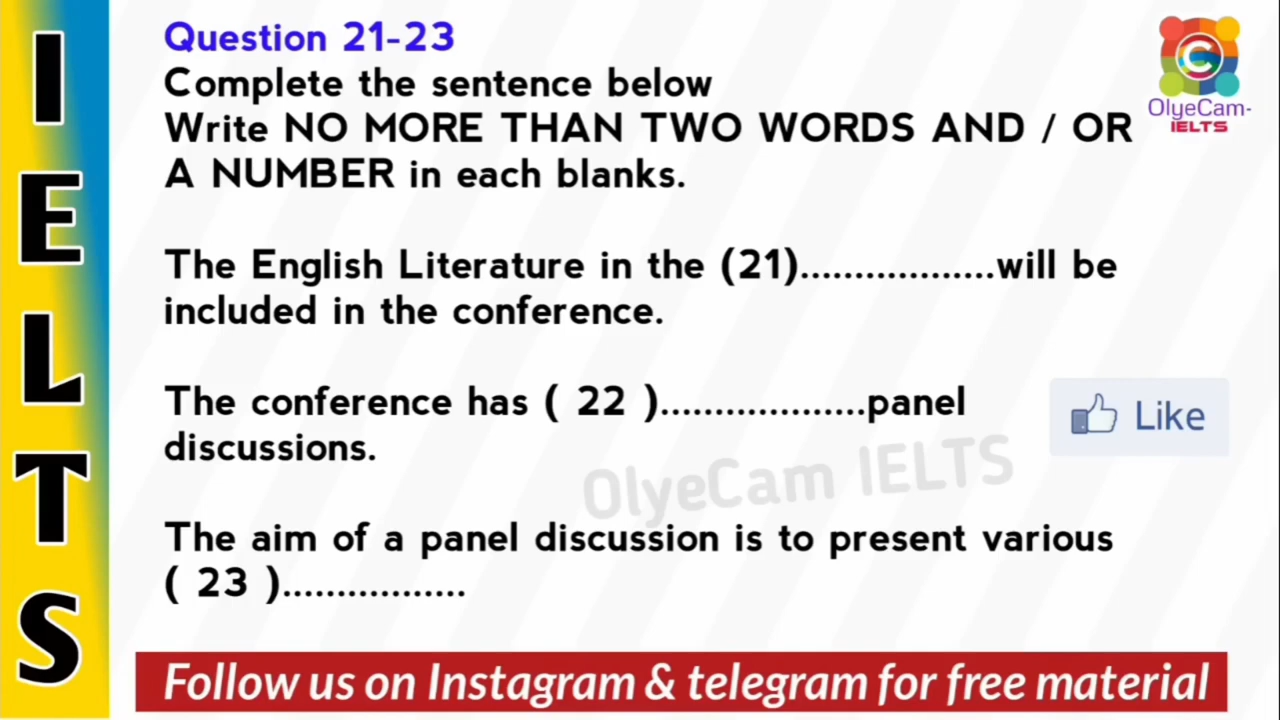 IELTS
Question 21-23
Complete the sentence below
Write NO MORE THAN TWO WORDS AND / OR
A NUMBER in each blanks.
OlyeCam-
IELTS
The English Literature in the (21)..................will be
included in the conference.
The conference has ( 22 )...................panel
discussions.
Like
OlyeCam IELTS
The aim of a panel discussion is to present various
( 23 ).................
Follow us on Instagram & telegram for free material